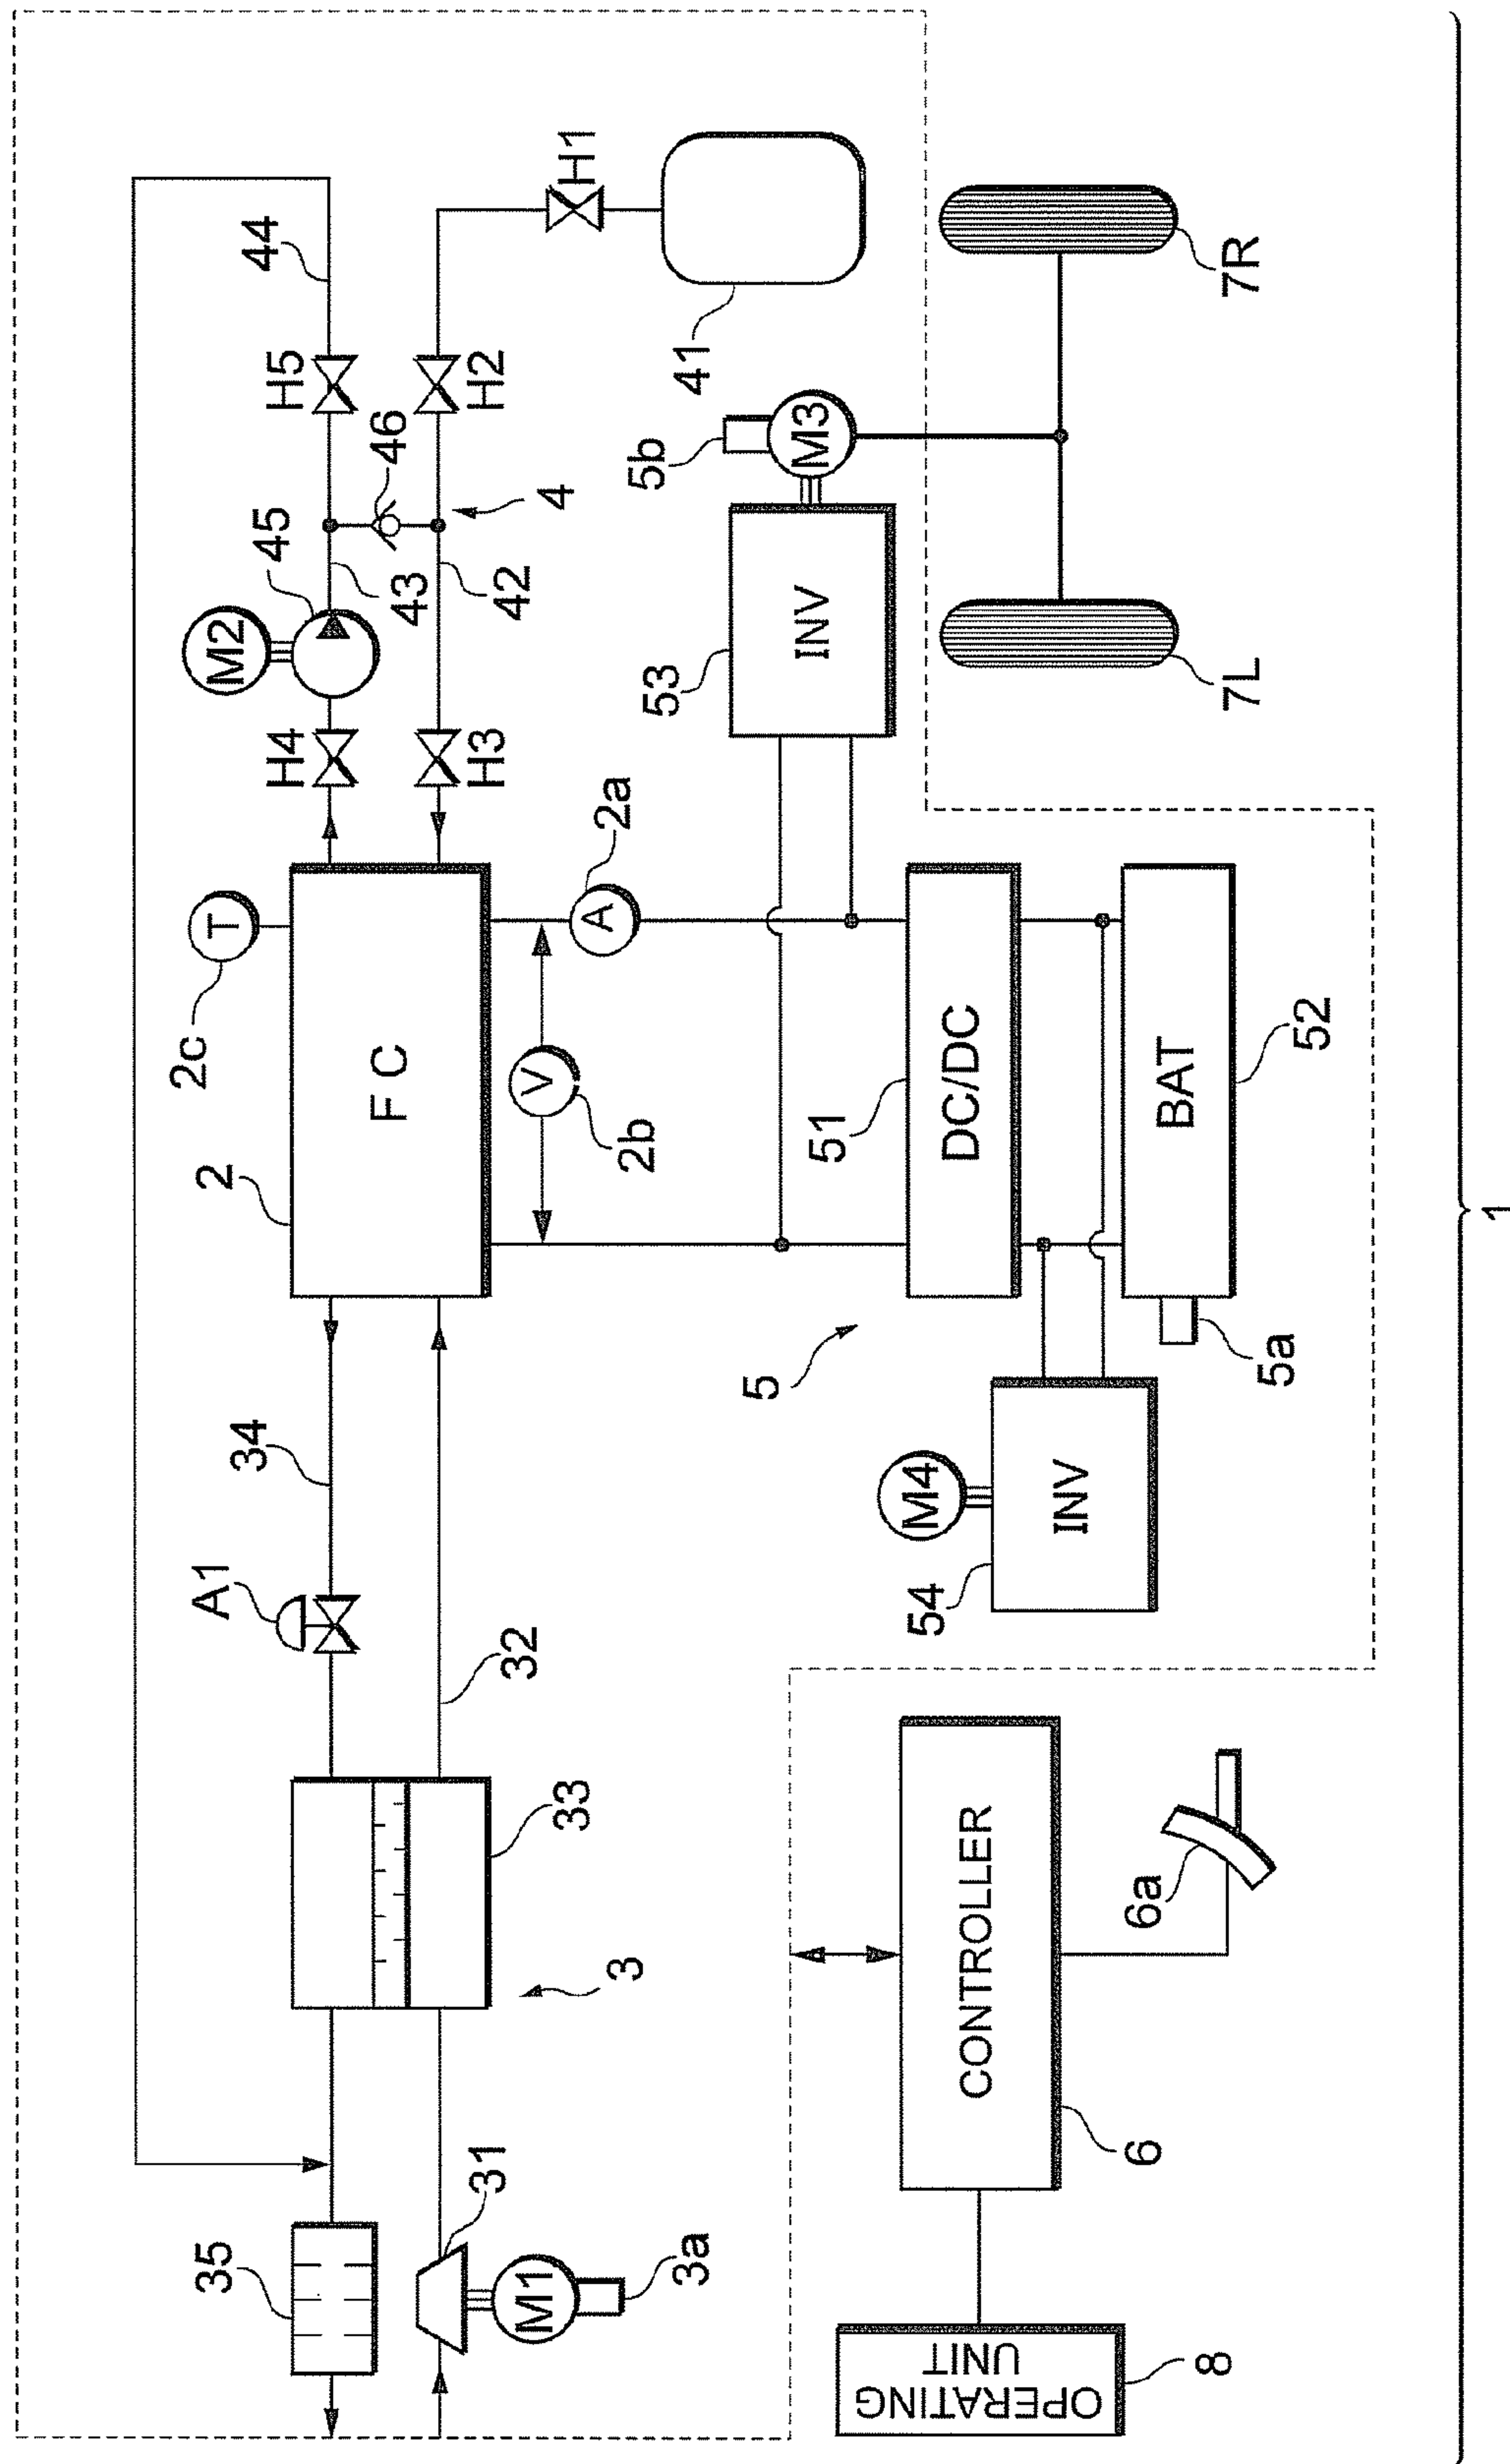 35
31
M1
3a
33
3
A1
34
32
2
2c
T
F C
V
2b
A
2a
H4
H3
M2
45
43
42
46
4
H5
H2
44
H1
41
5
51
DC/DC
BAT
52
5a
54
INV
M4
53
INV
5b
M3
7L
7R
OPERATING
UNIT
8
CONTROLLER
6
6a
1